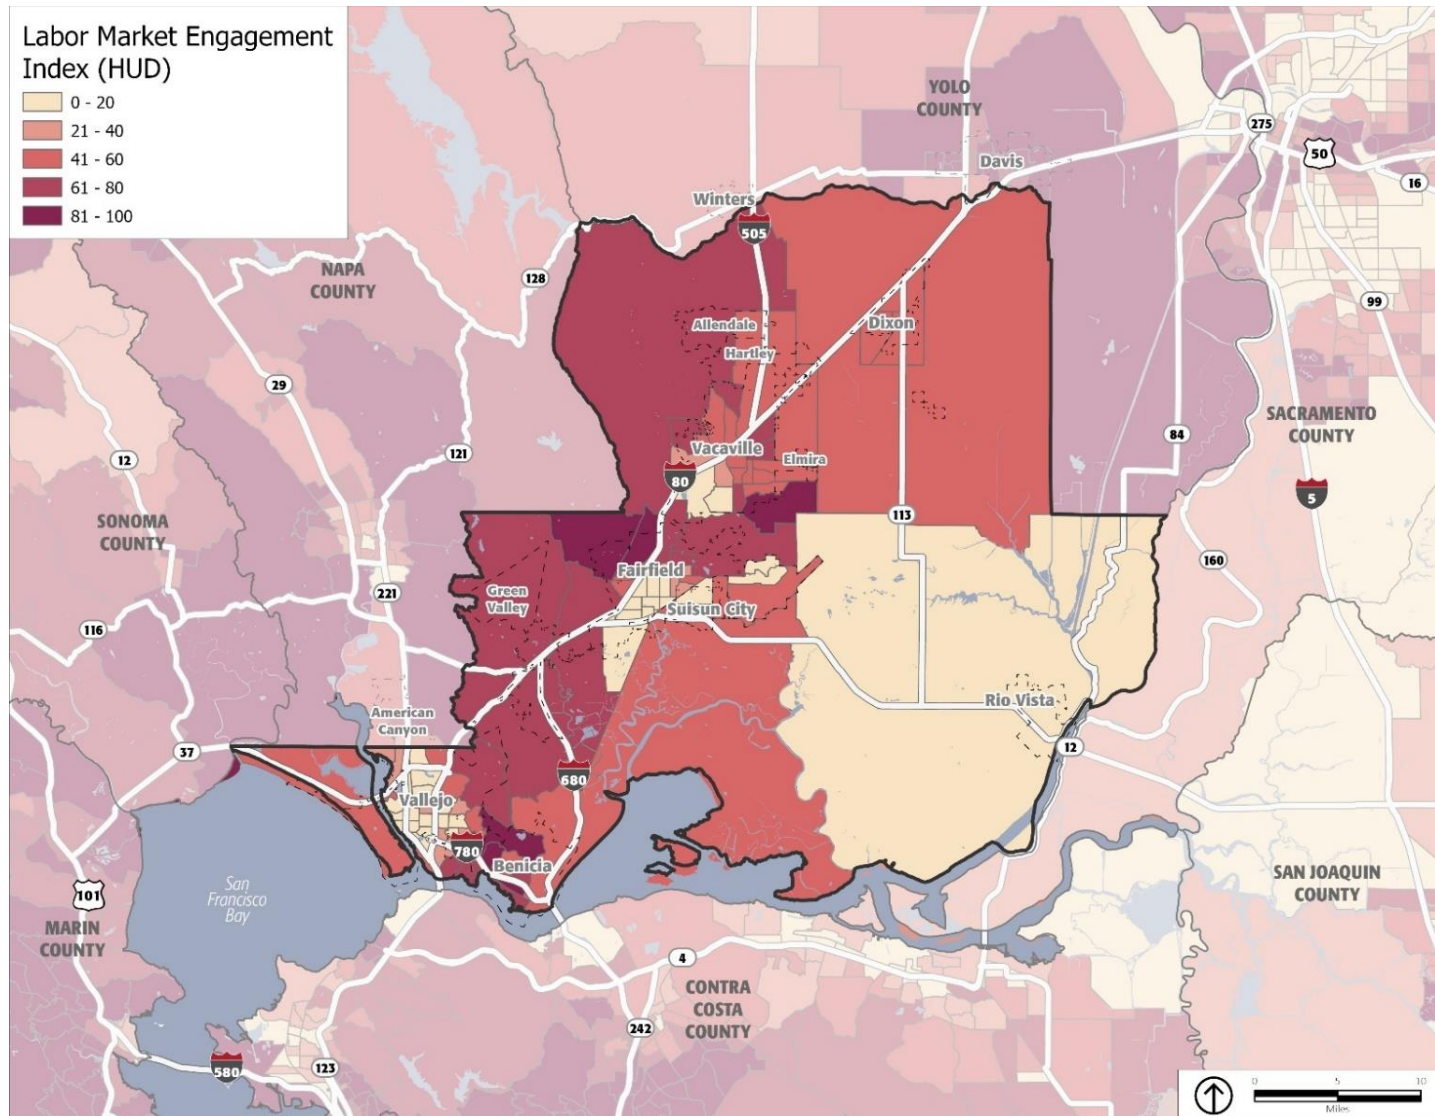 Labor Market Engagement
Index (HUD)
0 - 20
21 - 40
41 - 60
61 - 80
81 - 100
YOLO
COUNTY
275
50
16
Davis
Winters
505
NAPA
COUNTY
128
99
Allendale
Dixon
Hartley
29
SACRAMENTO
COUNTY
84
121
12
Vacaville
Elmira
80
5
SONOMA
COUNTY
113
160
Fairfield
Green
Valley
221
Suisun City
116
Rio Vista
American
Canyon
37
12
680
Vallejo
780
Benicia
San
Francisco
Bay
101
MARIN
COUNTY
SAN JOAQUIN
COUNTY
4
CONTRA
COSTA
COUNTY
242
580
123
0
5
10
Miles